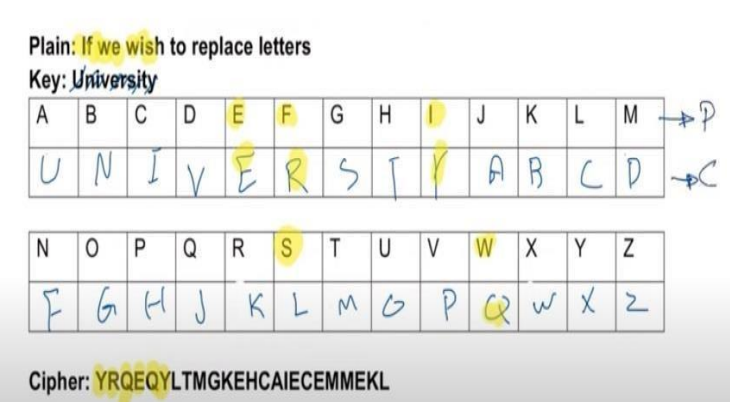 Plain: If we wish to replace letters
Key: University
A B C D E F G H I J K L M → P
U N I V E R S T Y A B C D → C
N O P Q R S T U V W X Y Z
F G H J K L M O P Q W X Z
Cipher: YRQEQYLTMGKEHCAIECEMMEKL